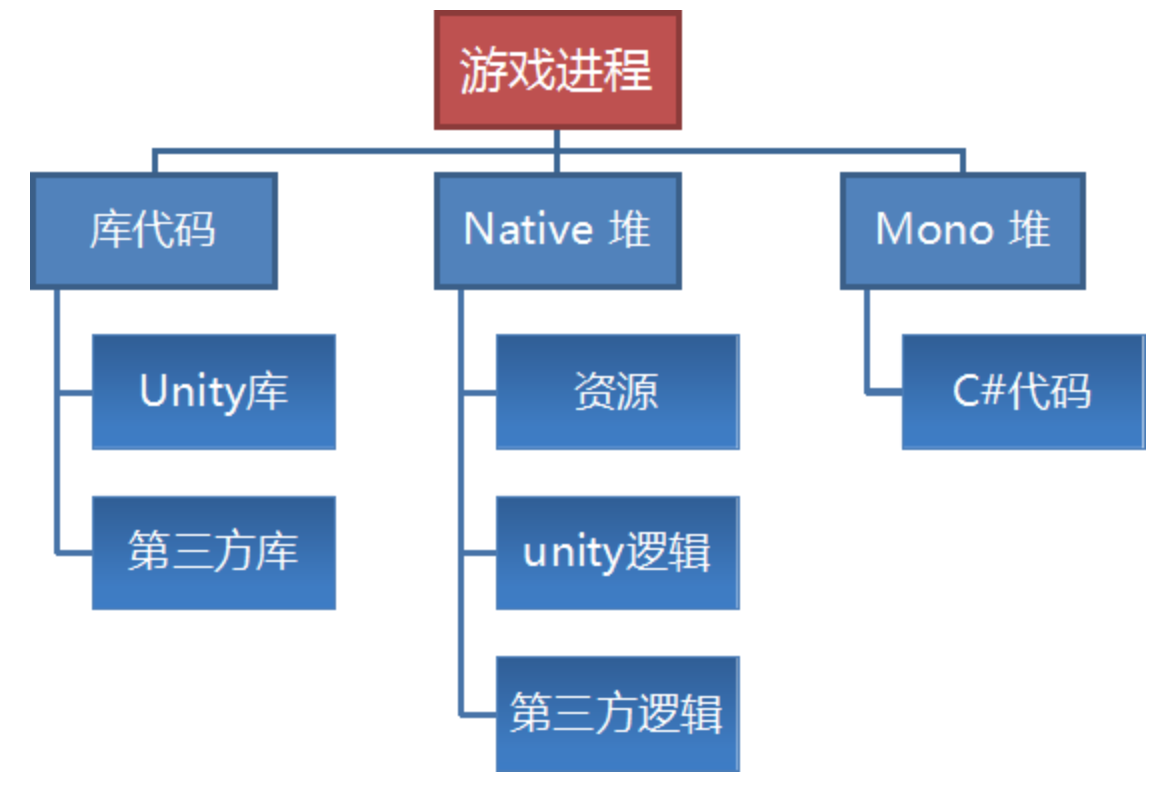 游戏进程
库代码
Native 堆
Mono 堆
Unity库
资源
C#代码
第三方库
unity逻辑
第三方逻辑